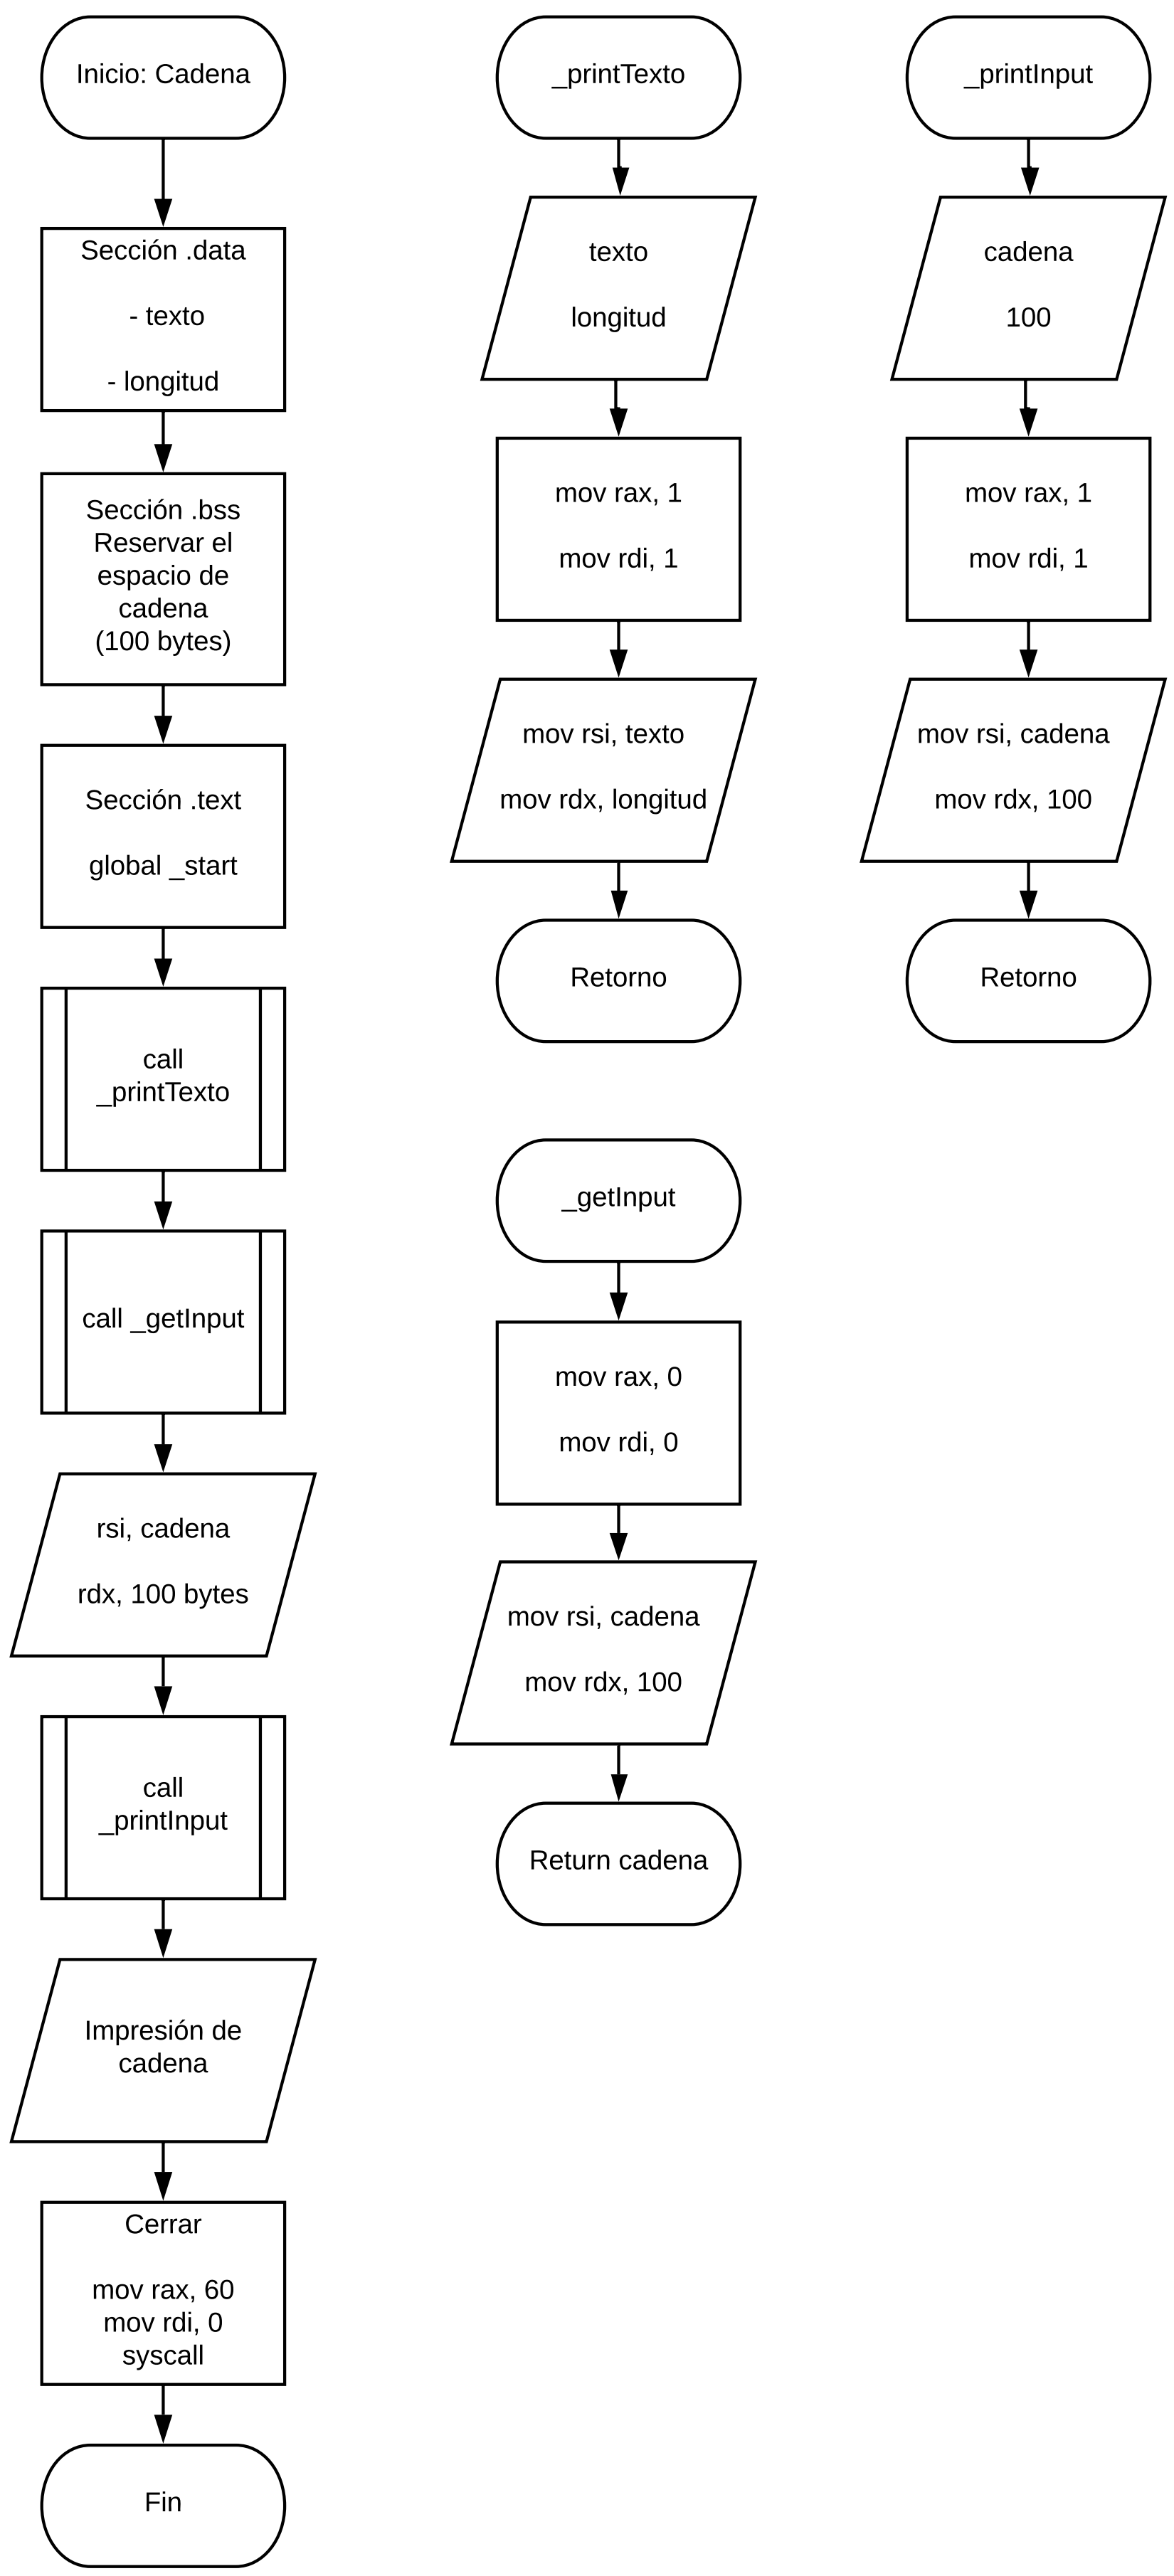 Inicio: Cadena
Sección .data
- texto
- longitud
Sección .bss
Reservar el
espacio de
cadena
(100 bytes)
Sección .text
global _start
call
_printTexto
call _getInput
rsi, cadena
rdx, 100 bytes
call
_printInput
Impresión de
cadena
Cerrar
mov rax, 60
mov rdi, 0
syscall
Fin
_printTexto
texto
longitud
mov rax, 1
mov rdi, 1
mov rsi, texto
mov rdx, longitud
Retorno
_getInput
mov rax, 0
mov rdi, 0
mov rsi, cadena
mov rdx, 100
Return cadena
_printInput
cadena
100
mov rax, 1
mov rdi, 1
mov rsi, cadena
mov rdx, 100
Retorno